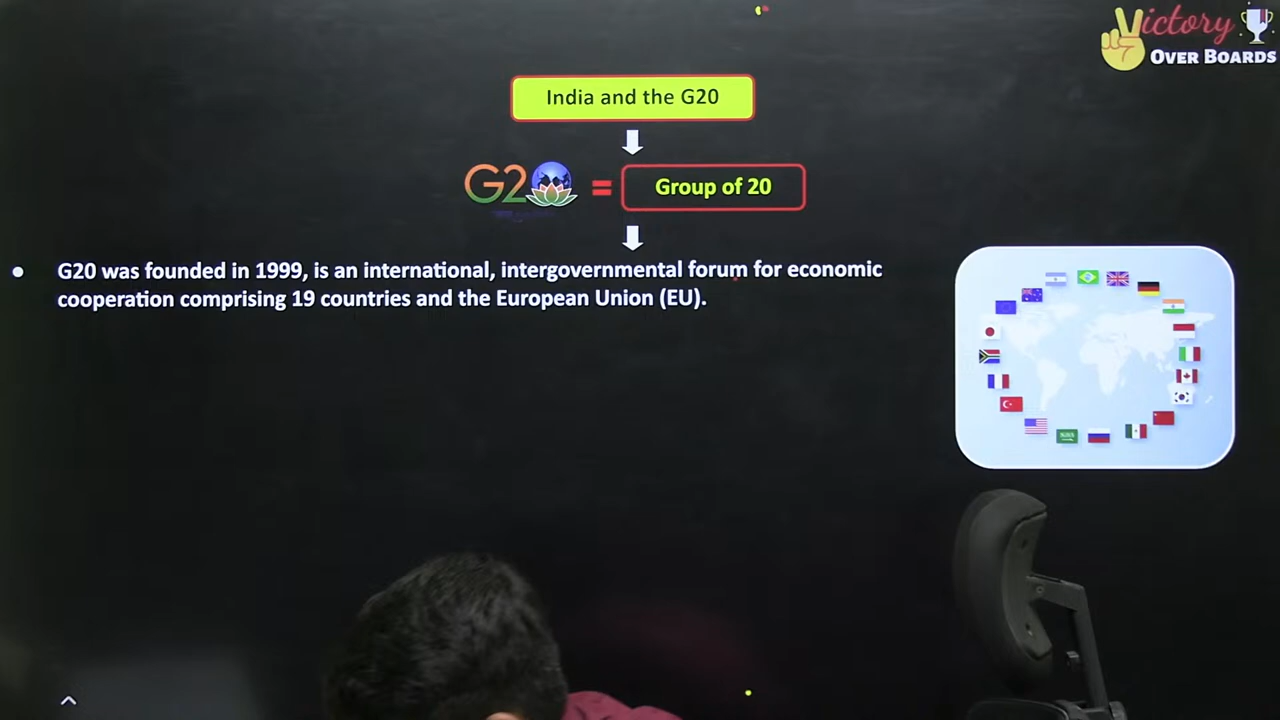 Victory
OVER BOARDS
India and the G20
G20 = Group of 20
G20 was founded in 1999, is an international, intergovernmental forum for economic
cooperation comprising 19 countries and the European Union (EU).